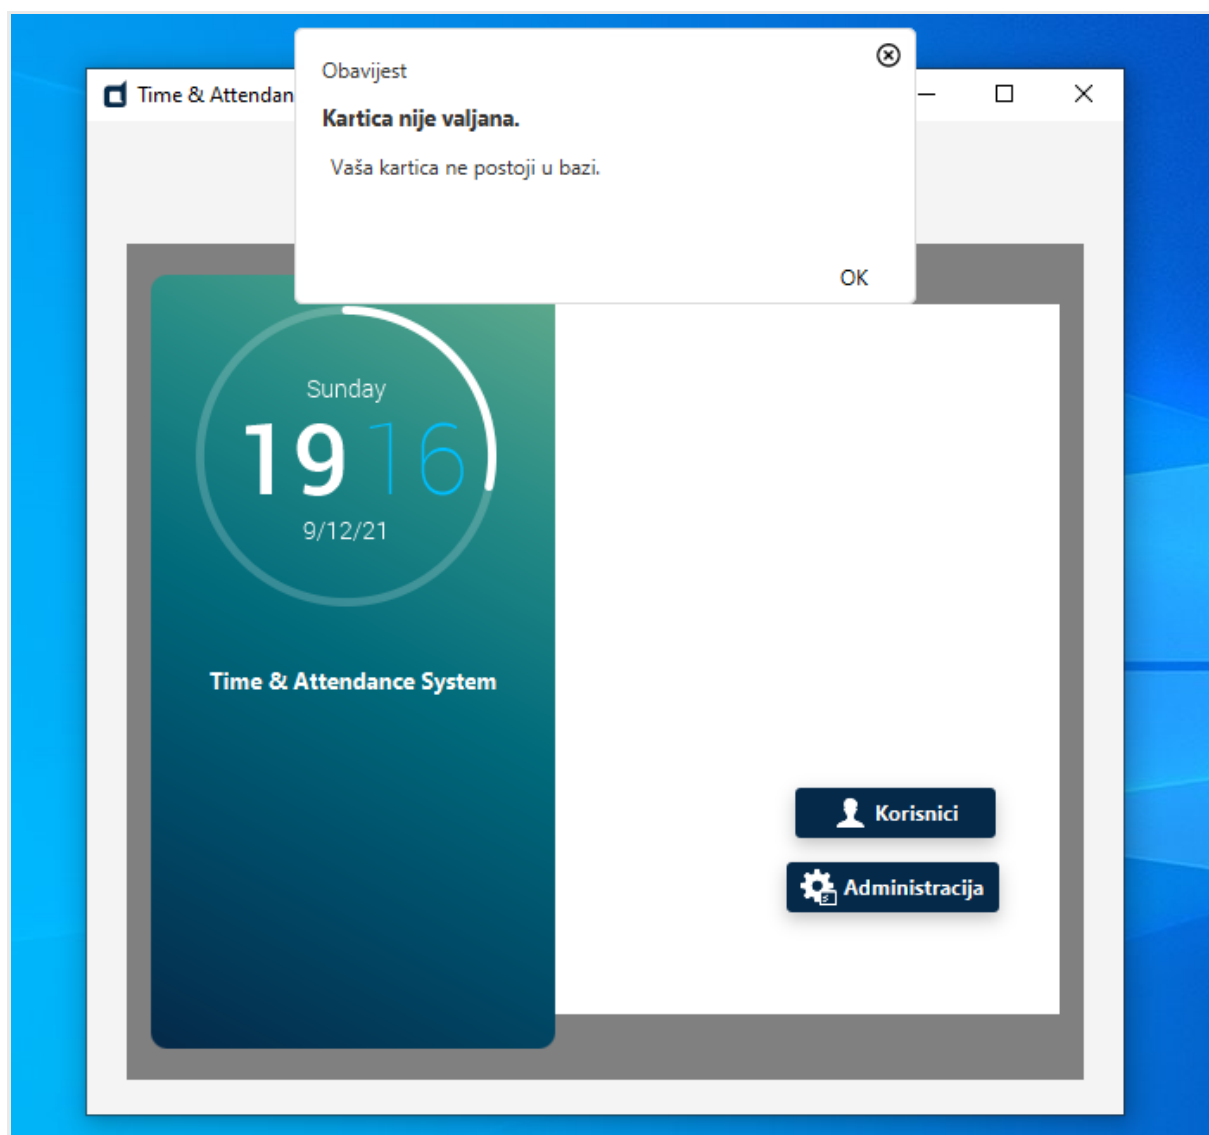 Obavijest
Time & Attendan
Kartica nije valjana.
Vaša kartica ne postoji u bazi.
OK
Sunday
19 16
9/12/21
Time & Attendance System
Korisnici
Administracija